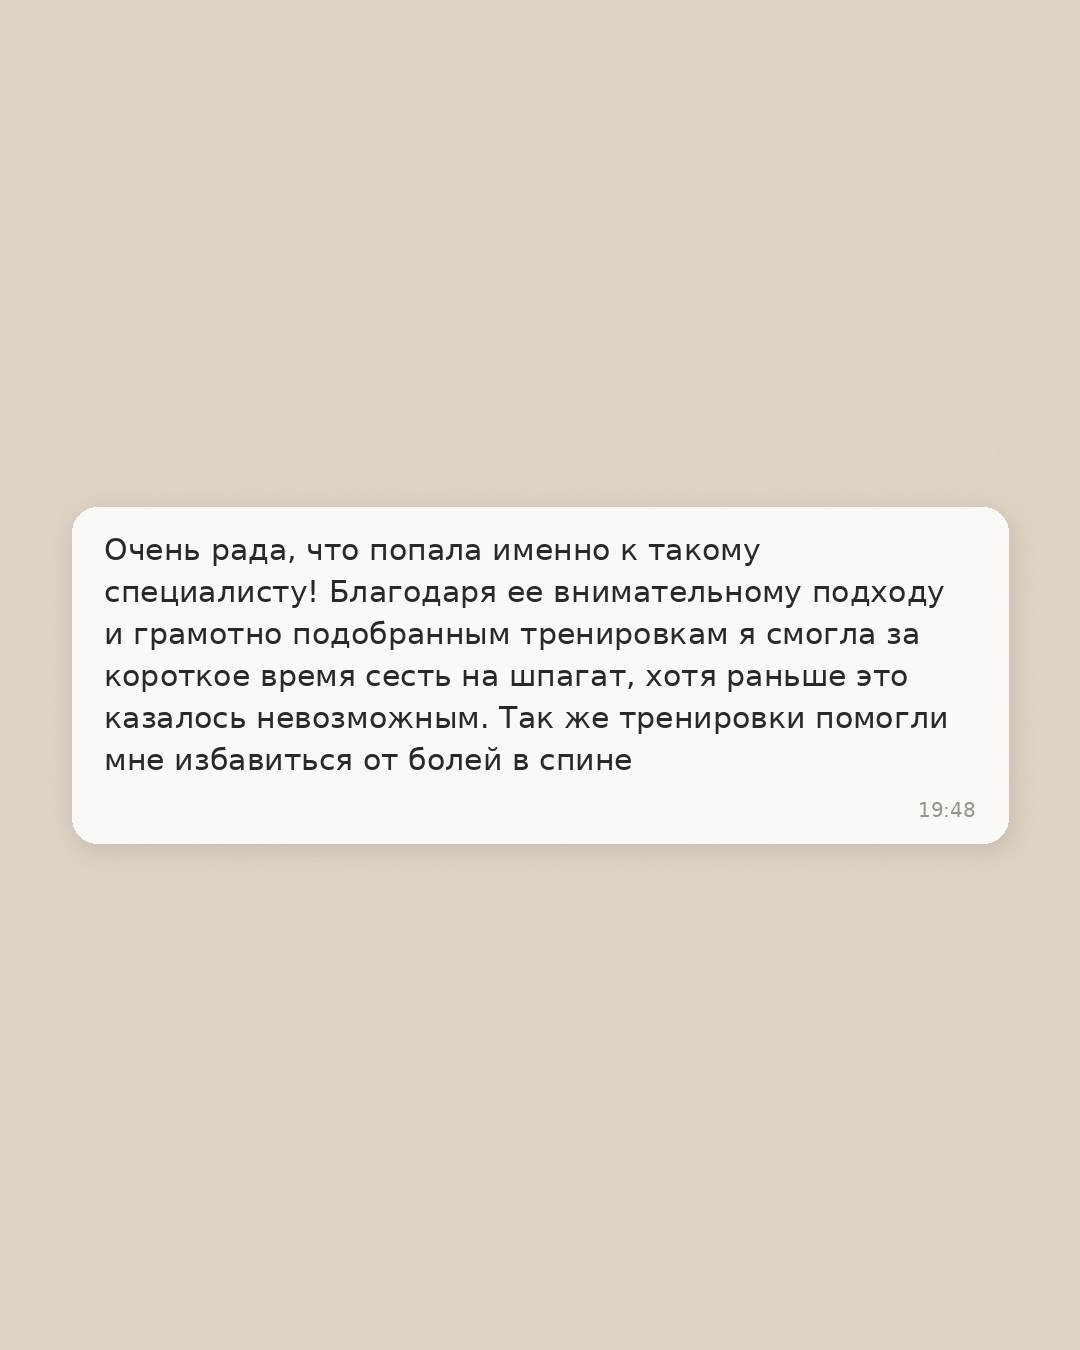 Очень рада, что попала именно к такому
специалисту! Благодаря ее внимательному подходу
и грамотно подобранным тренировкам я смогла за
короткое время сесть на шпагат, хотя раньше это
казалось невозможным. Так же тренировки помогли
мне избавиться от болей в спине
19:48